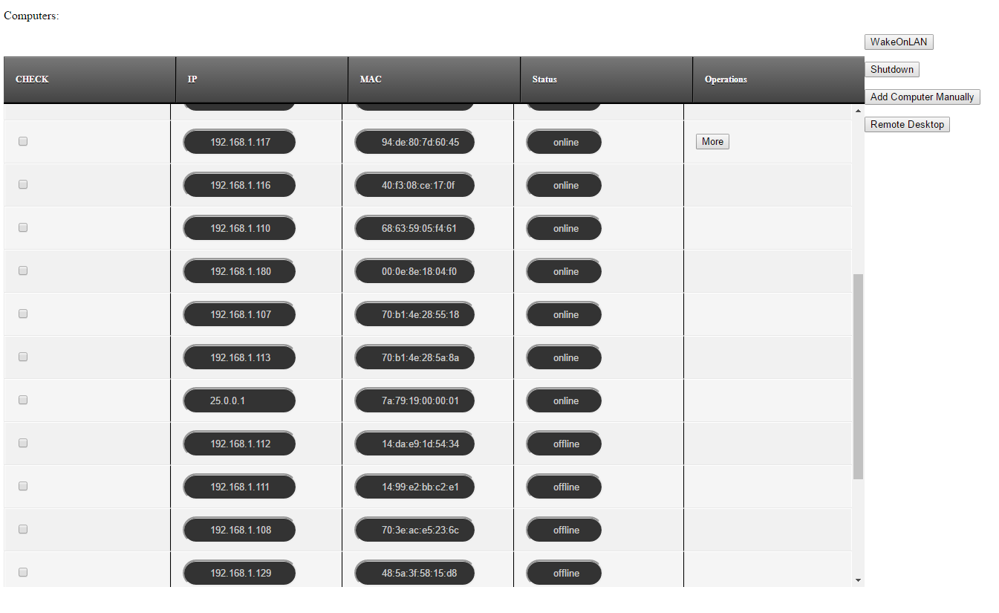 Computers:
WakeOnLAN
Shutdown
Add Computer Manually
Remote Desktop
CHECK IP MAC Status Operations
192.168.1.117 94:de:80:7d:60:45 online More
192.168.1.116 40:f3:08:ce:17:0f online
192.168.1.110 68:63:59:05:f4:61 online
192.168.1.180 00:0e:8e:18:04:f0 online
192.168.1.107 70:b1:4e:28:55:18 online
192.168.1.113 70:b1:4e:28:5a:8a online
25.0.0.1 7a:79:19:00:00:01 online
192.168.1.112 14:da:e9:1d:54:34 offline
192.168.1.111 14:99:e2:bb:c2:e1 offline
192.168.1.108 70:3e:ac:e5:23:6c offline
192.168.1.129 48:5a:3f:58:15:d8 offline